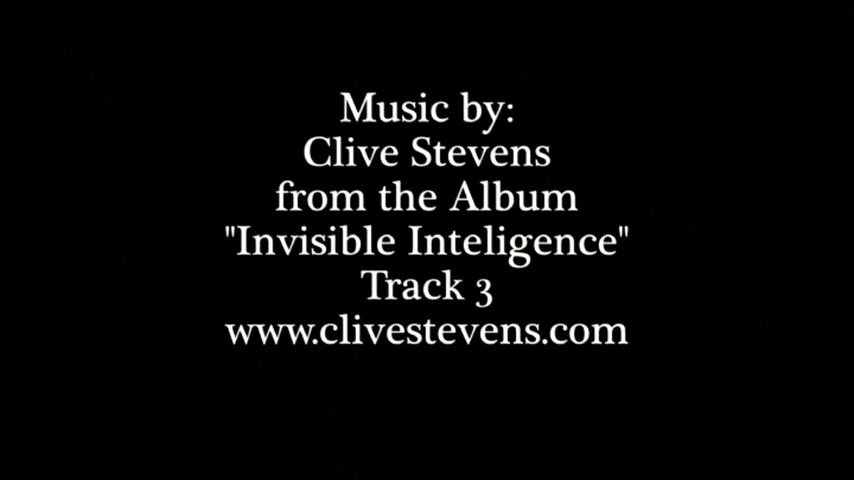 Music by:
Clive Stevens
from the Album
"Invisible Inteligence"
Track 3
www.clivestevens.com